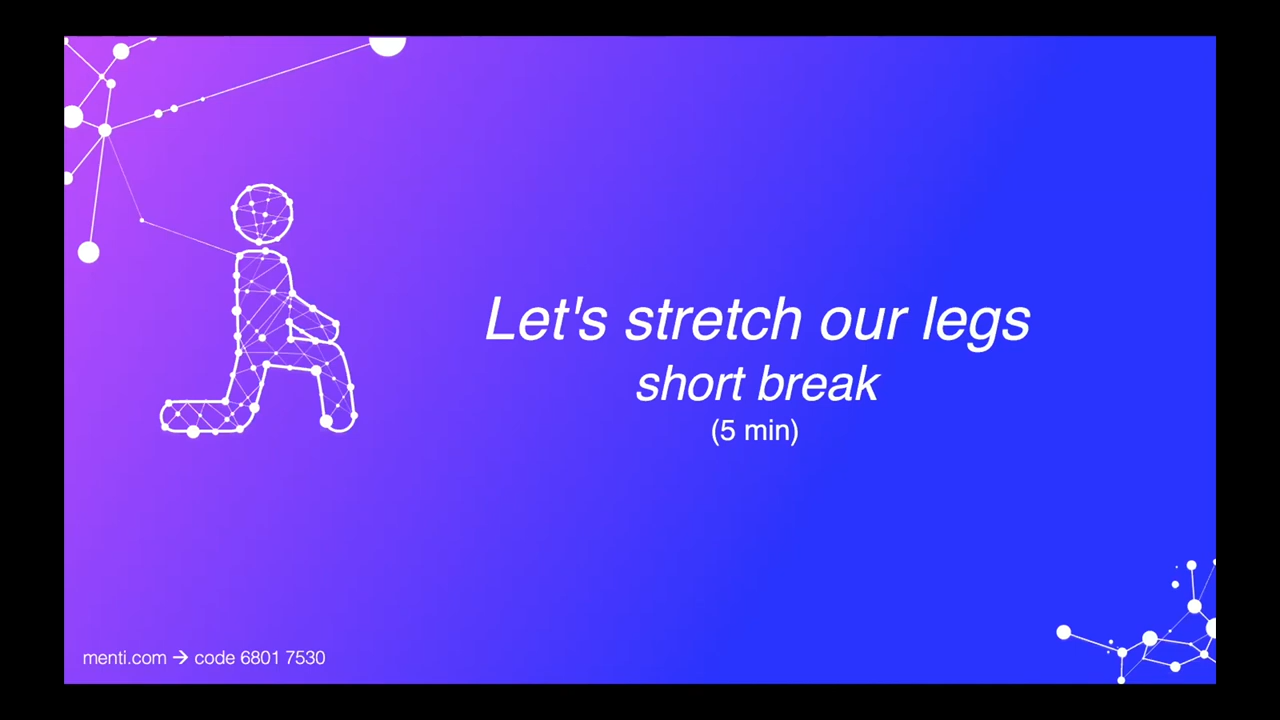 Let's stretch our legs
short break
(5 min)
menti.com → code 6801 7530